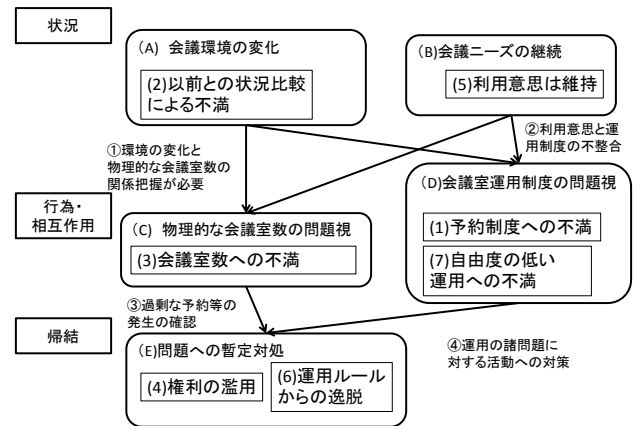 状況
(A) 会議環境の変化
(2)以前との状況比較
による不満
(B)会議ニーズの継続
(5)利用意思は維持
①環境の変化と
物理的な会議室数の
関係把握が必要
②利用意思と運
用制度の不整合
行為・
相互作用
(C) 物理的な会議室数の問題視
(3)会議室数への不満
(D)会議室運用制度の問題視
(1)予約制度への不満
(7)自由度の低い
運用への不満
③過剰な予約等の
発生の確認
帰結
(E)問題への暫定対処
(4)権利の濫用
(6)運用ルール
からの逸脱
④運用の諸問題に
対する活動への対策